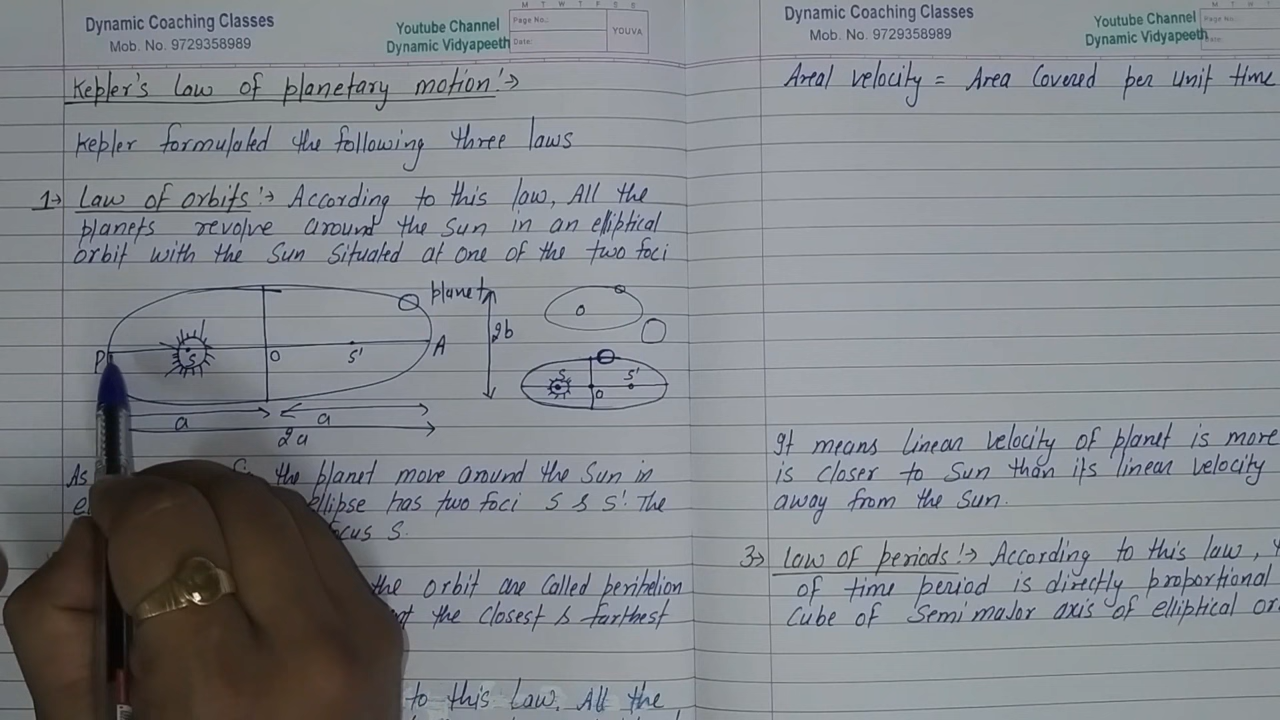 Dynamic Coaching Classes
Mob. No. 9729358989
Youtube Channel
Dynamic Vidyapeeth
M T W T F S S
Page No.:
Date:
YOUVA
Kepler's Law of planetary motion:→
Kepler formulated the following three laws
1→ Law of orbits:→ According to this law, All the
planets revolve around the Sun in an elliptical
orbit with the Sun Situated at one of the two foci
planet
P
S
O
S'
A
2b
a
a
2a
S
O
S'
As the planet move around the Sun in
ellipse has two foci S & S'. The
focus S.
the orbit are called perihelion
the closest & farthest
to this Law, All the
Dynamic Coaching Classes
Mob. No. 9729358989
Youtube Channel
Dynamic Vidyapeeth
Page No.:
Date:
Areal velocity = Area Covered per Unit time
It means linear velocity of planet is more
is closer to Sun than its linear velocity
away from the Sun.
3→ Law of periods:→ According to this law,
of time period is directly proportional
Cube of Semi major axis of elliptical